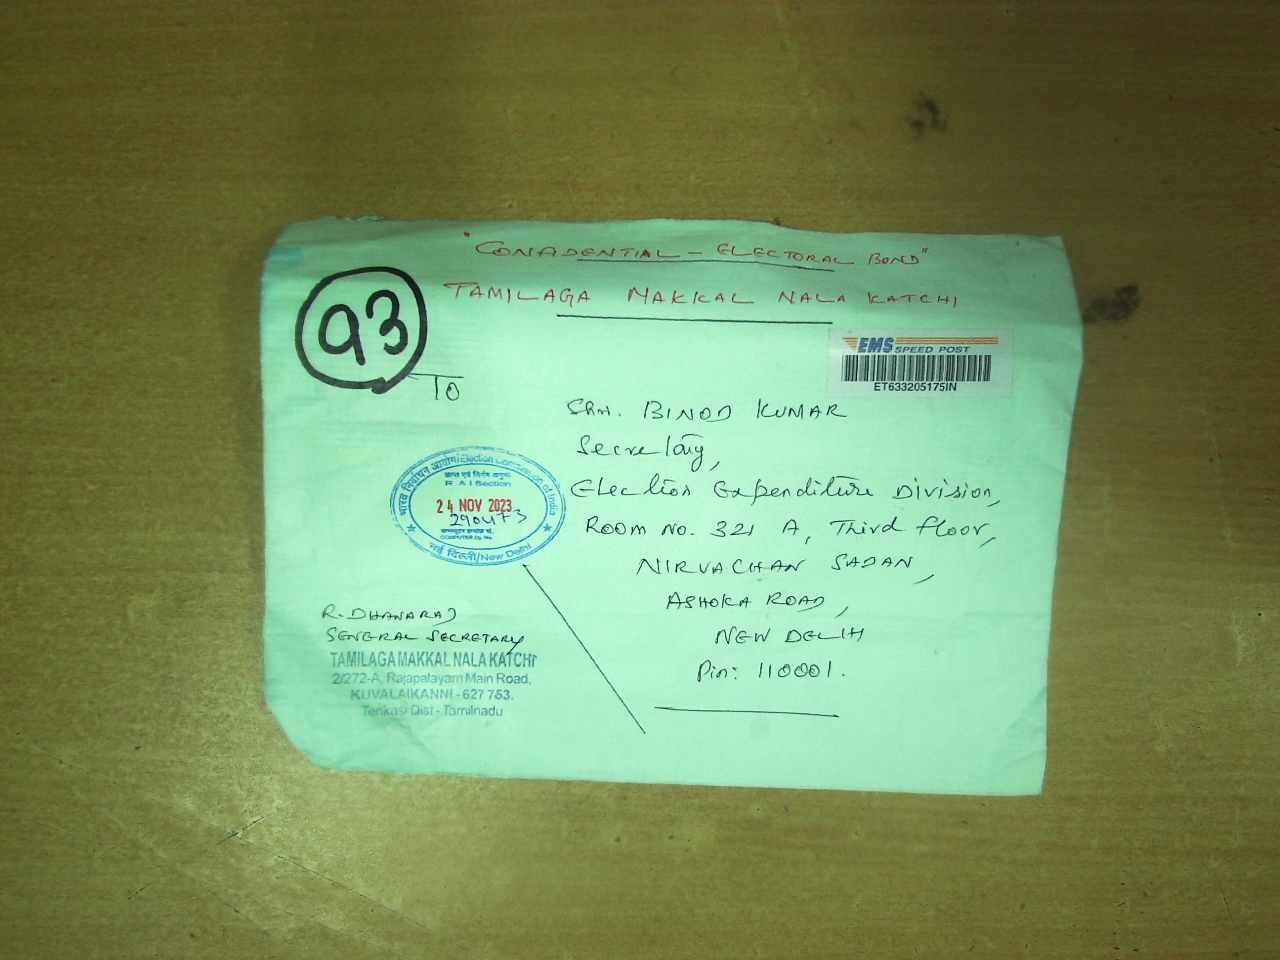 "CONFIDENTIAL - ELECTORAL BOND"
TAMILAGA MAKKAL NALA KATCHI
93
EMS SPEED POST
ET633205175IN
TO
SHRI. BINOD KUMAR
Secretary,
Election Expenditure Division,
ROOM NO. 321 A, Third floor,
NIRVACHAN SADAN,
ASHOKA ROAD,
NEW DELHI
Pin: 110001.
भारत निर्वाचन आयोग/Election Commission of India
R & I Section
24 NOV 2023
290473
COMPUTER Dy. No.
नई दिल्ली/New Delhi
R. DHANARAJ
GENERAL SECRETARY
TAMILAGA MAKKAL NALA KATCHI
2/272-A, Rajapalayam Main Road,
KUVALAIKANNI - 627 753.
Tenkasi Dist - Tamilnadu